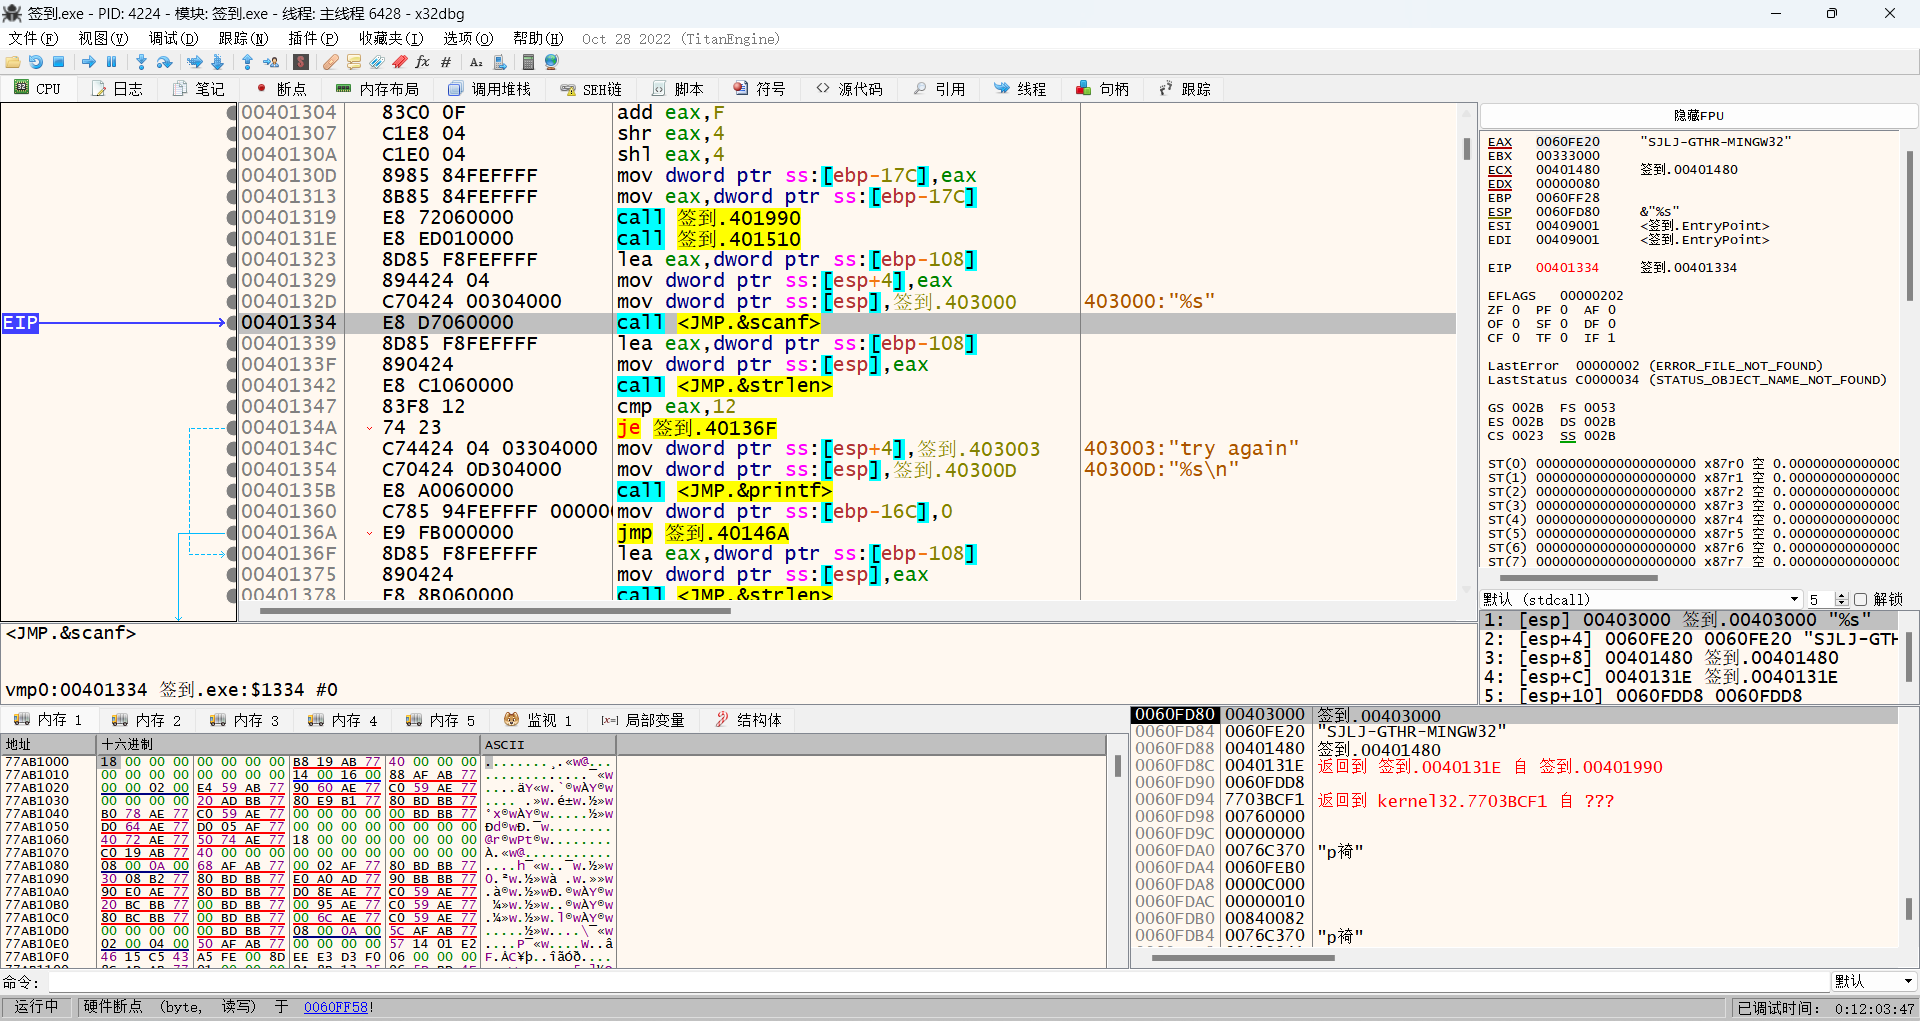 签到.exe - PID: 4224 - 模块: 签到.exe - 线程: 主线程 6428 - x32dbg
文件(F) 视图(V) 调试(D) 跟踪(N) 插件(P) 收藏夹(I) 选项(O) 帮助(H) Oct 28 2022 (TitanEngine)
CPU 日志 笔记 断点 内存布局 调用堆栈 SEH链 脚本 符号 源代码 引用 线程 句柄 跟踪
00401304 83C0 0F add eax,F
00401307 C1E8 04 shr eax,4
0040130A C1E0 04 shl eax,4
0040130D 8985 84FEFFFF mov dword ptr ss:[ebp-17C],eax
00401313 8B85 84FEFFFF mov eax,dword ptr ss:[ebp-17C]
00401319 E8 72060000 call 签到.401990
0040131E E8 ED010000 call 签到.401510
00401323 8D85 F8FEFFFF lea eax,dword ptr ss:[ebp-108]
00401329 894424 04 mov dword ptr ss:[esp+4],eax
0040132D C70424 00304000 mov dword ptr ss:[esp],签到.403000 403000:"%s"
EIP 00401334 E8 D7060000 call <JMP.&scanf>
00401339 8D85 F8FEFFFF lea eax,dword ptr ss:[ebp-108]
0040133F 890424 mov dword ptr ss:[esp],eax
00401342 E8 C1060000 call <JMP.&strlen>
00401347 83F8 12 cmp eax,12
0040134A 74 23 je 签到.40136F
0040134C C74424 04 03304000 mov dword ptr ss:[esp+4],签到.403003 403003:"try again"
00401354 C70424 0D304000 mov dword ptr ss:[esp],签到.40300D 40300D:"%s\n"
0040135B E8 A0060000 call <JMP.&printf>
00401360 C785 94FEFFFF 00000 mov dword ptr ss:[ebp-16C],0
0040136A E9 FB000000 jmp 签到.40146A
0040136F 8D85 F8FEFFFF lea eax,dword ptr ss:[ebp-108]
00401375 890424 mov dword ptr ss:[esp],eax
00401378 E8 8B060000 call <JMP.&strlen>
隐藏FPU
EAX 0060FE20 "SJLJ-GTHR-MINGW32"
EBX 00333000
ECX 00401480 签到.00401480
EDX 00000080
EBP 0060FF28
ESP 0060FD80 &"%s"
ESI 00409001 <签到.EntryPoint>
EDI 00409001 <签到.EntryPoint>
EIP 00401334 签到.00401334
EFLAGS 00000202
ZF 0 PF 0 AF 0
OF 0 SF 0 DF 0
CF 0 TF 0 IF 1
LastError 00000002 (ERROR_FILE_NOT_FOUND)
LastStatus C0000034 (STATUS_OBJECT_NAME_NOT_FOUND)
GS 002B FS 0053
ES 002B DS 002B
CS 0023 SS 002B
ST(0) 00000000000000000000 x87r0 空 0.0000000000000
ST(1) 00000000000000000000 x87r1 空 0.0000000000000
ST(2) 00000000000000000000 x87r2 空 0.0000000000000
ST(3) 00000000000000000000 x87r3 空 0.0000000000000
ST(4) 00000000000000000000 x87r4 空 0.0000000000000
ST(5) 00000000000000000000 x87r5 空 0.0000000000000
ST(6) 00000000000000000000 x87r6 空 0.0000000000000
ST(7) 00000000000000000000 x87r7 空 0.0000000000000
默认 (stdcall) 5 解锁
1: [esp] 00403000 签到.00403000 "%s"
2: [esp+4] 0060FE20 0060FE20 "SJLJ-GTH
3: [esp+8] 00401480 签到.00401480
4: [esp+C] 0040131E 签到.0040131E
5: [esp+10] 0060FDD8 0060FDD8
<JMP.&scanf>
vmp0:00401334 签到.exe:$1334 #0
内存 1 内存 2 内存 3 内存 4 内存 5 监视 1 局部变量 结构体
地址 十六进制 ASCII
77AB1000 18 00 00 00 00 00 00 00 B8 19 AB 77 40 00 00 00
77AB1010 00 00 00 00 00 00 00 00 14 00 16 00 88 AF AB 77
77AB1020 00 00 02 00 E4 59 AB 77 90 60 AE 77 C0 59 AE 77
77AB1030 00 00 00 00 20 AD BB 77 80 E9 B1 77 80 BD BB 77
77AB1040 B0 78 AE 77 C0 59 AE 77 00 00 00 00 00 BD BB 77
77AB1050 D0 64 AE 77 D0 05 AF 77 00 00 00 00 00 00 00 00
77AB1060 40 72 AE 77 50 74 AE 77 18 00 00 00 00 00 00 00
77AB1070 C0 19 AB 77 40 00 00 00 00 00 00 00 00 00 00 00
77AB1080 08 00 0A 00 68 AF AB 77 00 02 AF 77 80 BD BB 77
77AB1090 30 08 B2 77 80 BD BB 77 E0 A0 AD 77 90 BB BB 77
77AB10A0 90 E0 AE 77 80 BD BB 77 D0 8E AE 77 C0 59 AE 77
77AB10B0 20 BC BB 77 00 BD BB 77 00 95 AE 77 C0 59 AE 77
77AB10C0 80 BC BB 77 00 BD BB 77 00 6C AE 77 C0 59 AE 77
77AB10D0 00 00 00 00 00 BD BB 77 08 00 0A 00 5C AF AB 77
77AB10E0 02 00 04 00 50 AF AB 77 00 00 00 00 57 14 01 E2
77AB10F0 46 15 C5 43 A5 FE 00 8D EE E3 D3 F0 06 00 00 00
0060FD80 00403000 签到.00403000
0060FD84 0060FE20 "SJLJ-GTHR-MINGW32"
0060FD88 00401480 签到.00401480
0060FD8C 0040131E 返回到 签到.0040131E 自 签到.00401990
0060FD90 0060FDD8
0060FD94 7703BCF1 返回到 kernel32.7703BCF1 自 ???
0060FD98 00760000
0060FD9C 00000000
0060FDA0 0076C370 "p袴"
0060FDA4 0060FEB0
0060FDA8 0000C000
0060FDAC 00000010
0060FDB0 00840082
0060FDB4 0076C370 "p袴"
命令: 默认
运行中 硬件断点 (byte, 读写) 于 0060FF58! 已调试时间: 0:12:03:47